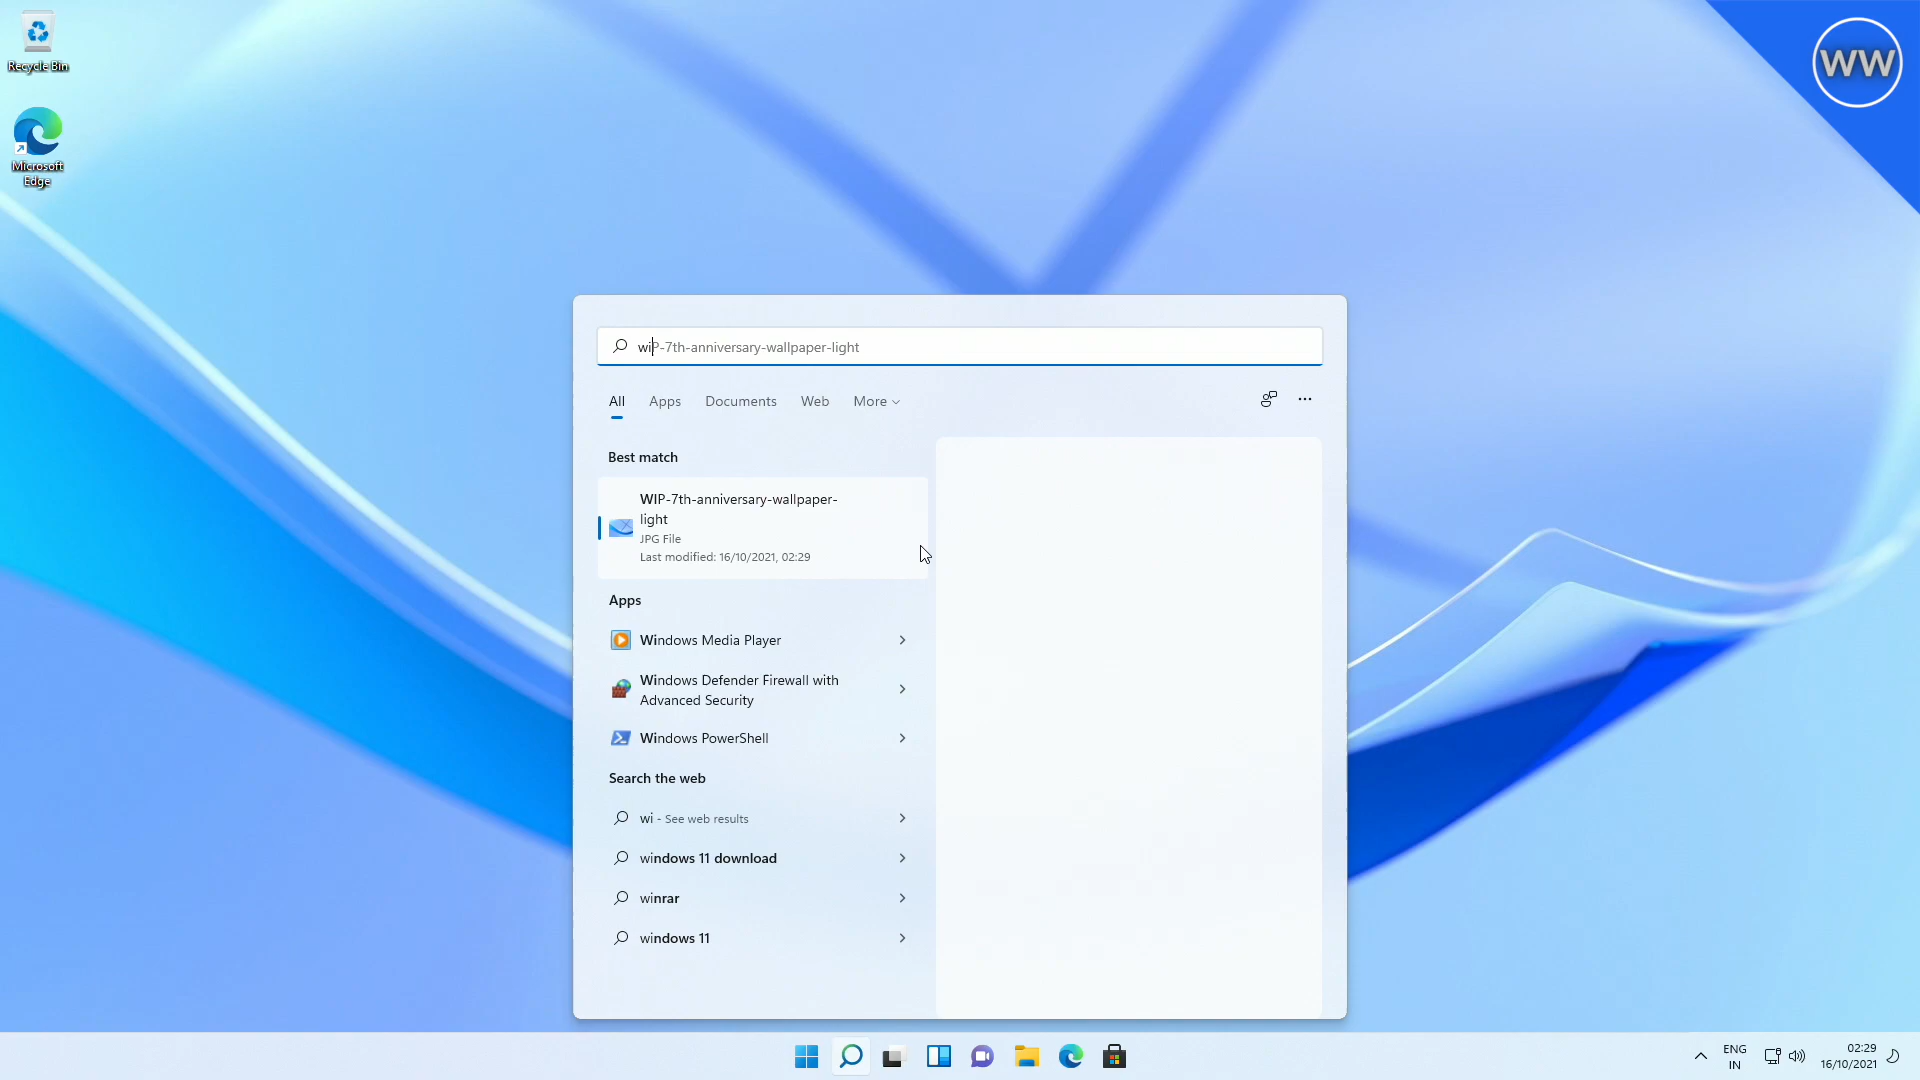 Recycle Bin
Microsoft
Edge
WW
wiP-7th-anniversary-wallpaper-light
All
Apps
Documents
Web
More
Best match
WIP-7th-anniversary-wallpaper-
light
JPG File
Last modified: 16/10/2021, 02:29
Apps
Windows Media Player
Windows Defender Firewall with
Advanced Security
Windows PowerShell
Search the web
wi - See web results
windows 11 download
winrar
windows 11
ENG
IN
02:29
16/10/2021